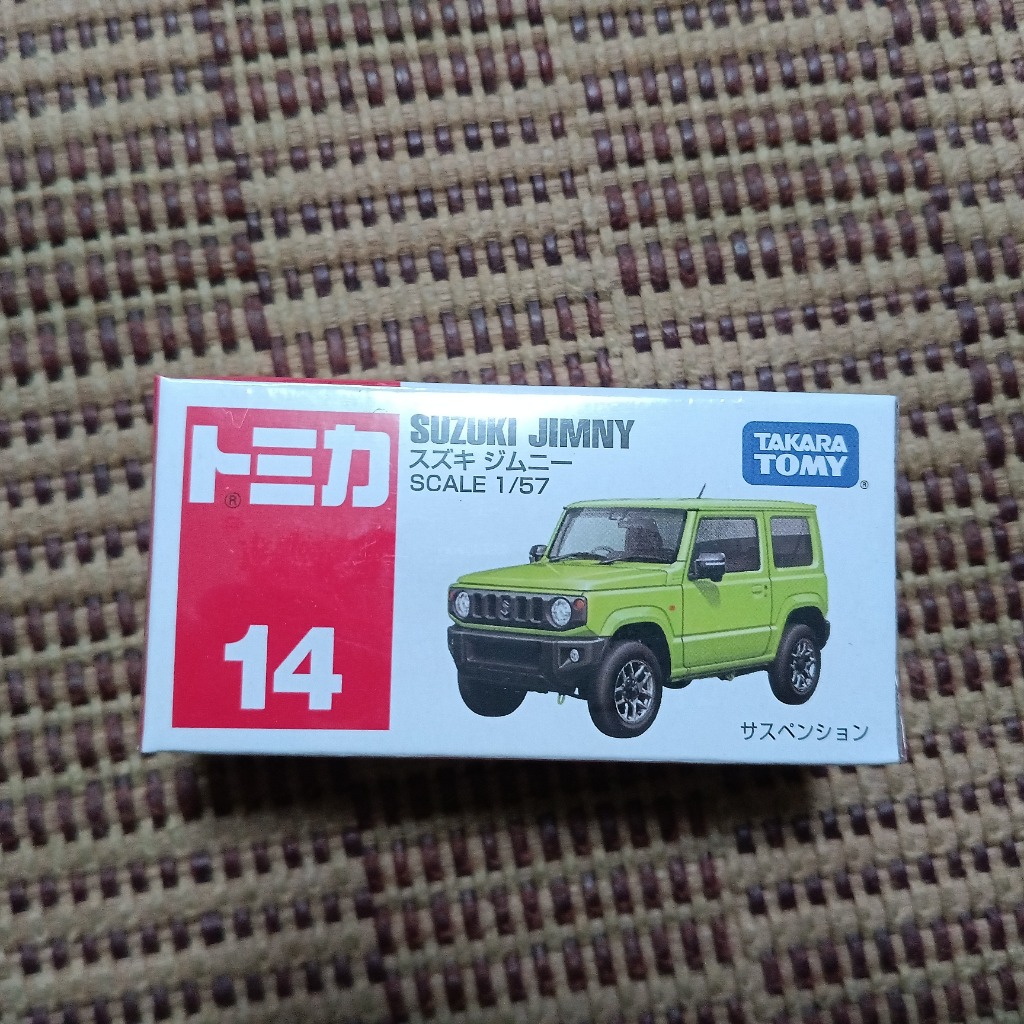 トミカ®
14
SUZUKI JIMNY
スズキ ジムニー
SCALE 1/57
TAKARA
TOMY®
サスペンション